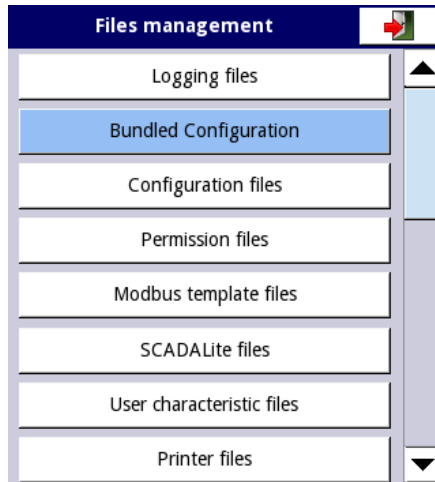 Files management
Logging files
Bundled Configuration
Configuration files
Permission files
Modbus template files
SCADALite files
User characteristic files
Printer files